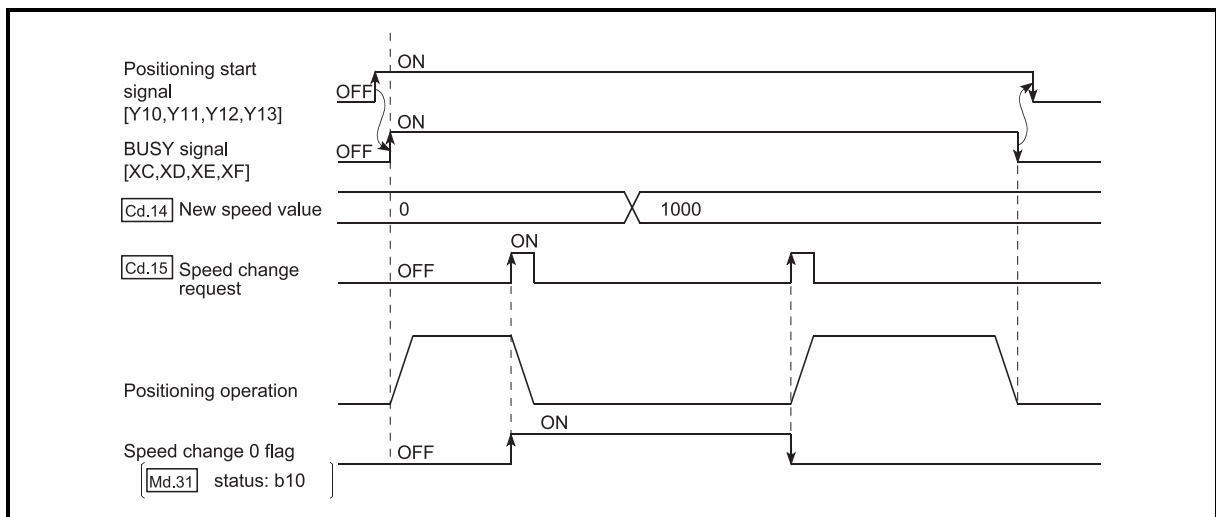 Positioning start
signal
[Y10,Y11,Y12,Y13]
OFF
ON
BUSY signal
[XC,XD,XE,XF]
OFF
ON
Cd.14 New speed value
0
1000
Cd.15 Speed change
request
OFF
ON
Positioning operation
Speed change 0 flag
Md.31 status: b10
OFF
ON